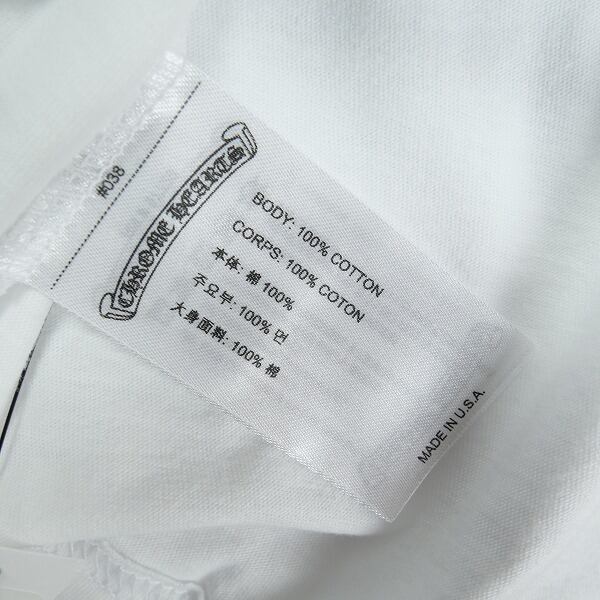 #038
CHROME HEARTS
BODY: 100% COTTON
CORPS: 100% COTON
本体: 棉 100%
주요부: 100% 면
大身面料: 100% 棉
MADE IN U.S.A.